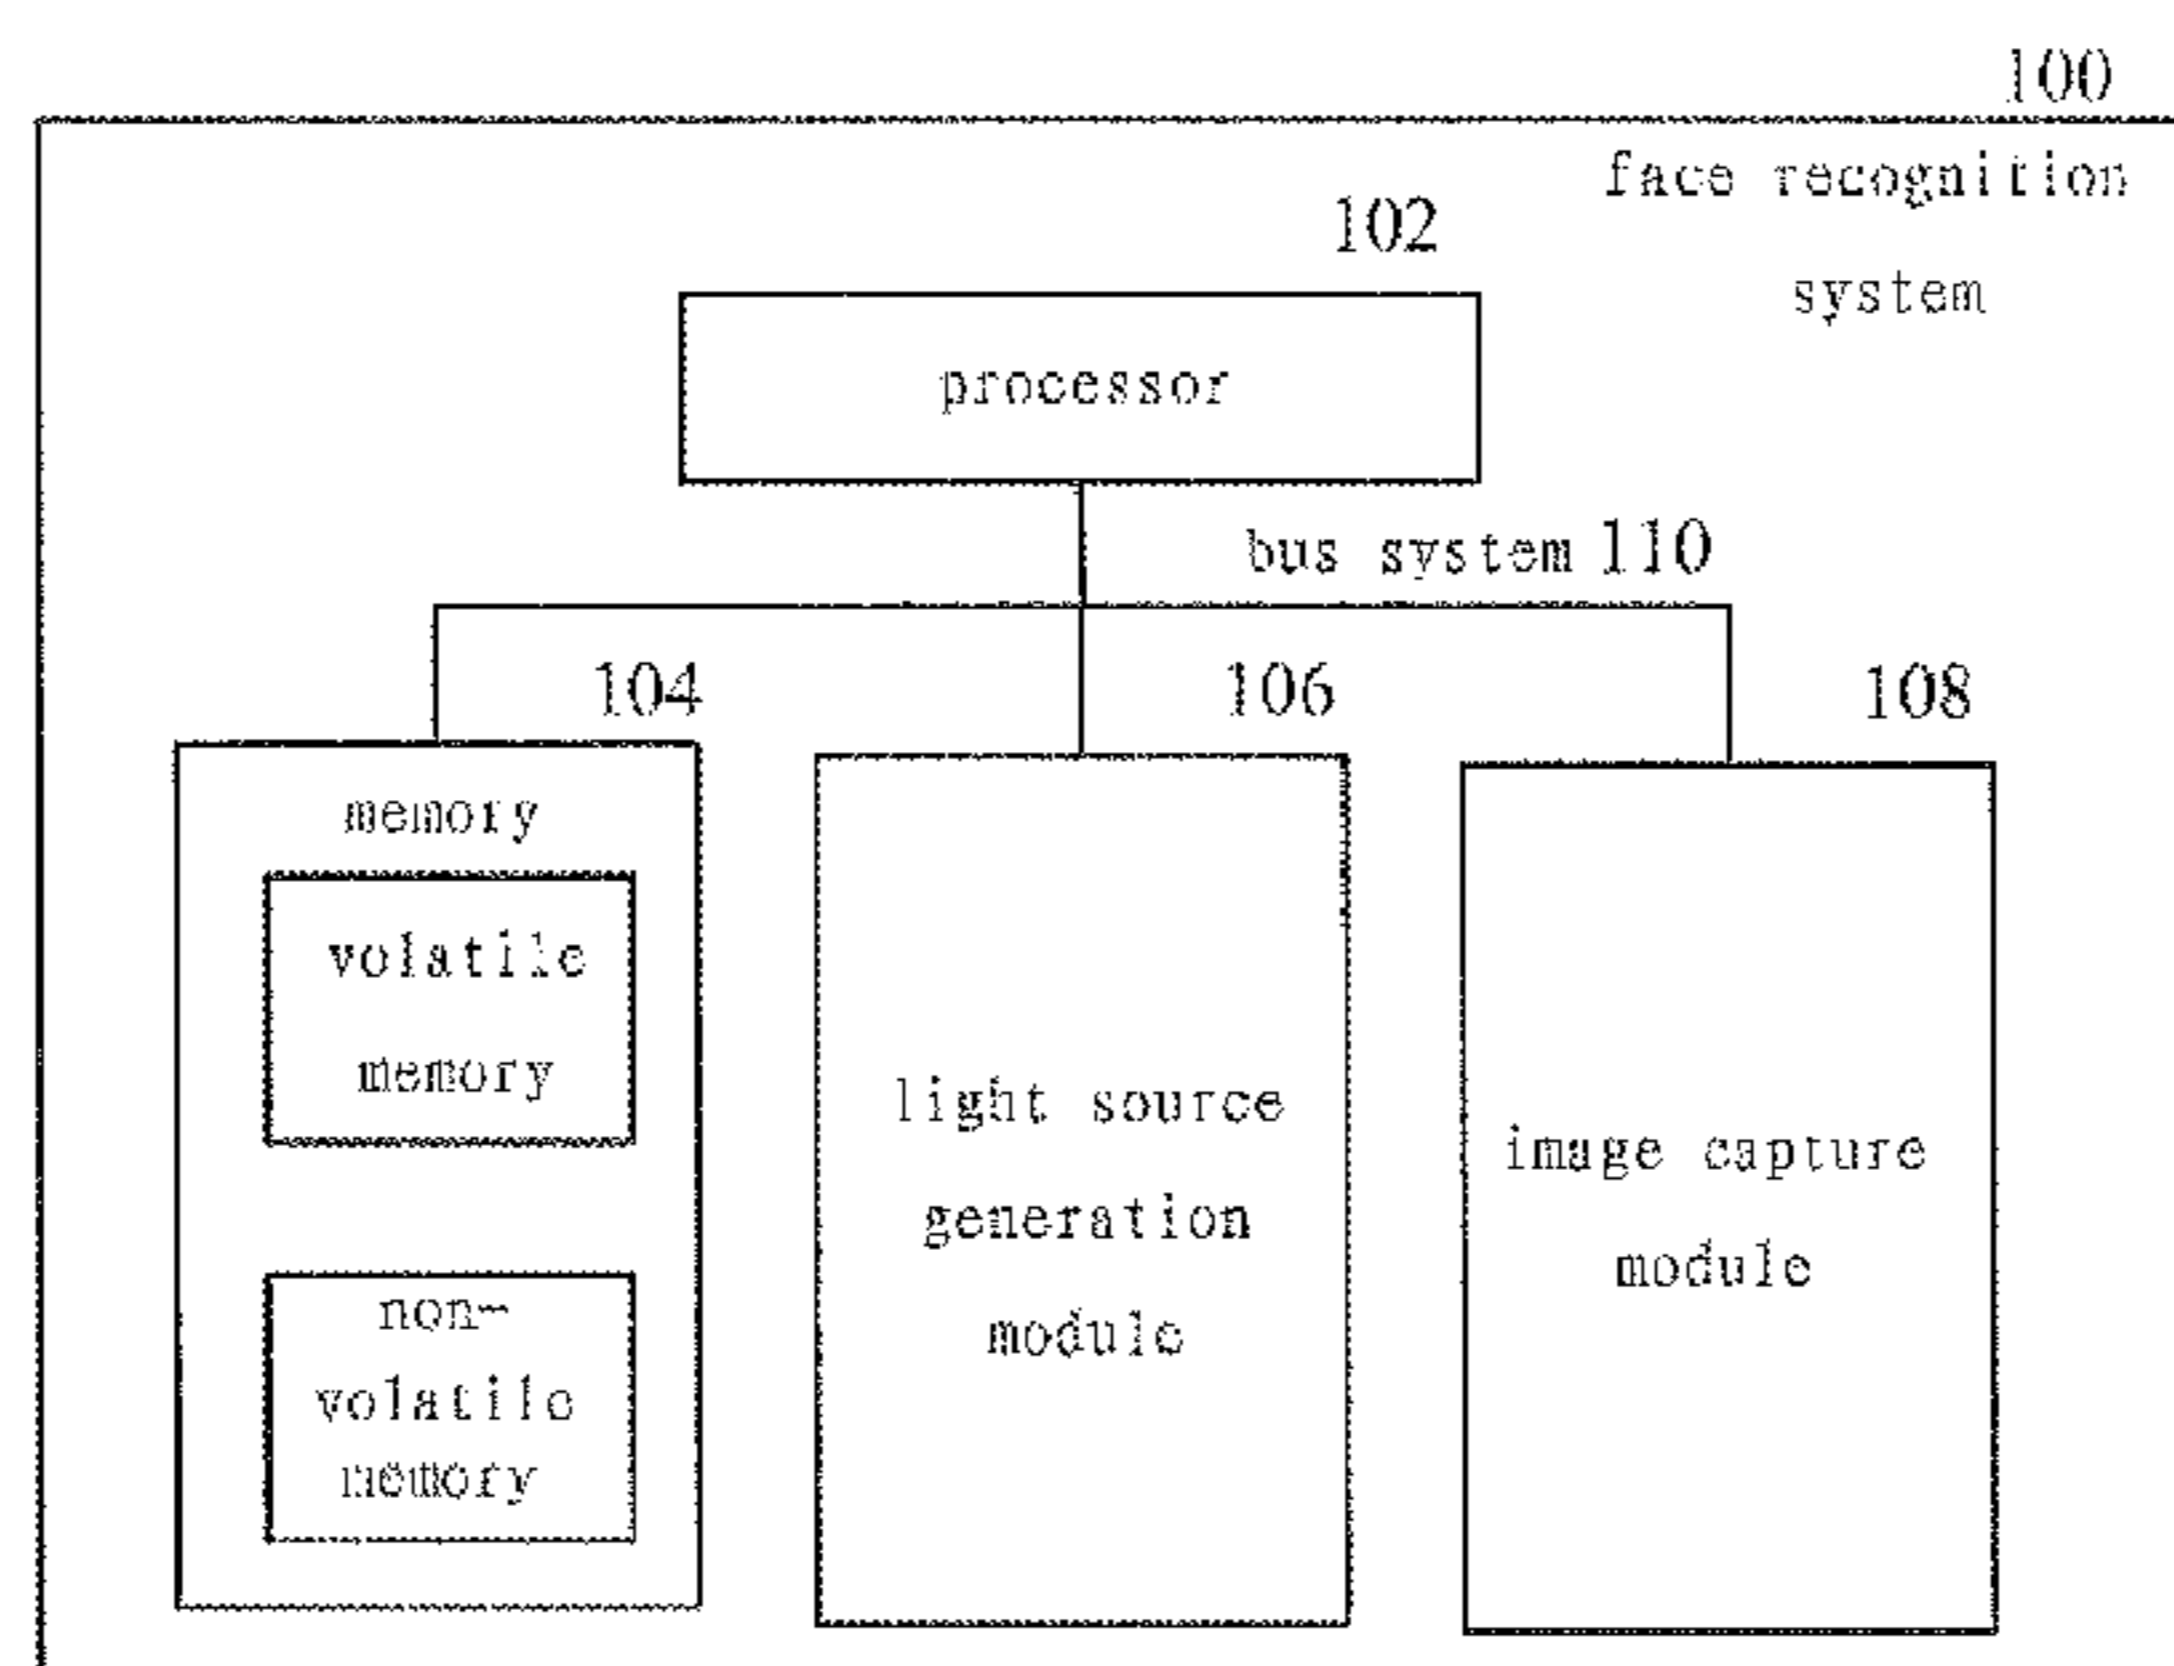 100
face recognition
system
102
processor
bus system 110
104
106
108
memory
volatile
memory
non-
volatile
memory
light source
generation
module
image capture
module